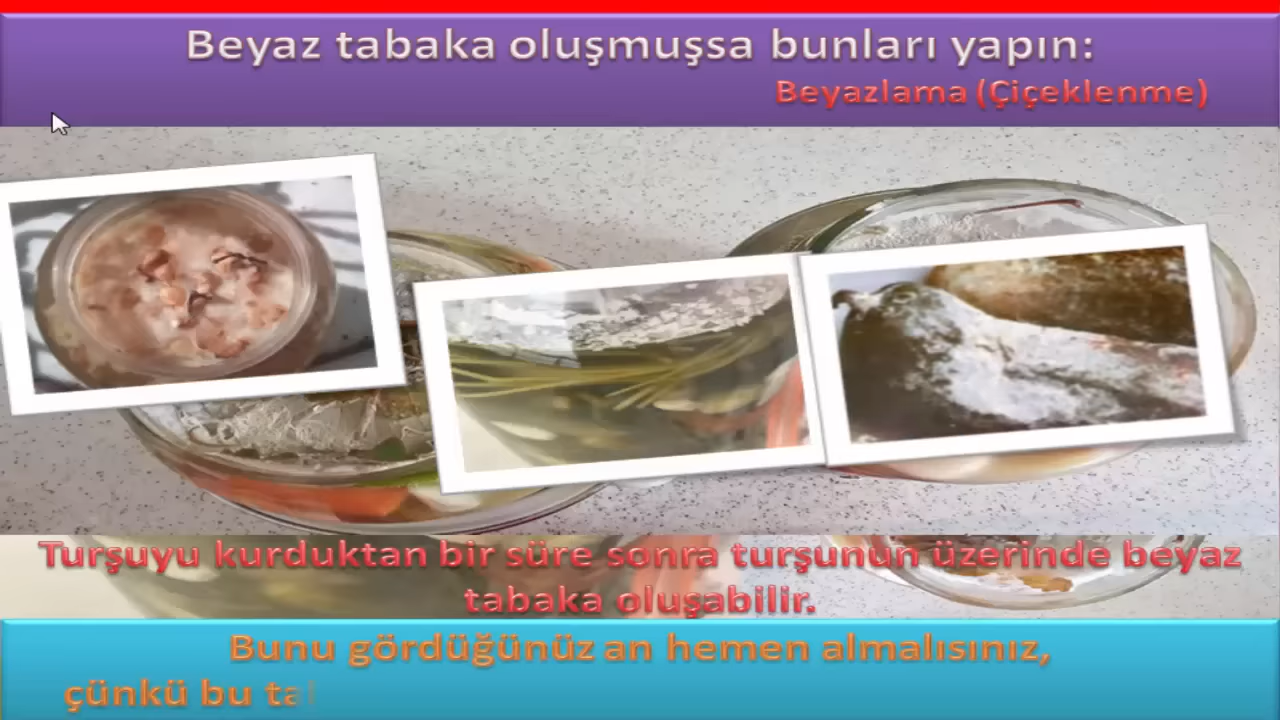 Beyaz tabaka oluşmuşsa bunları yapın:
Beyazlama (Çiçeklenme)
Turşuyu kurduktan bir süre sonra turşunun üzerinde beyaz
tabaka oluşabilir.
Bunu gördüğünüz an hemen almalısınız,
çünkü bu